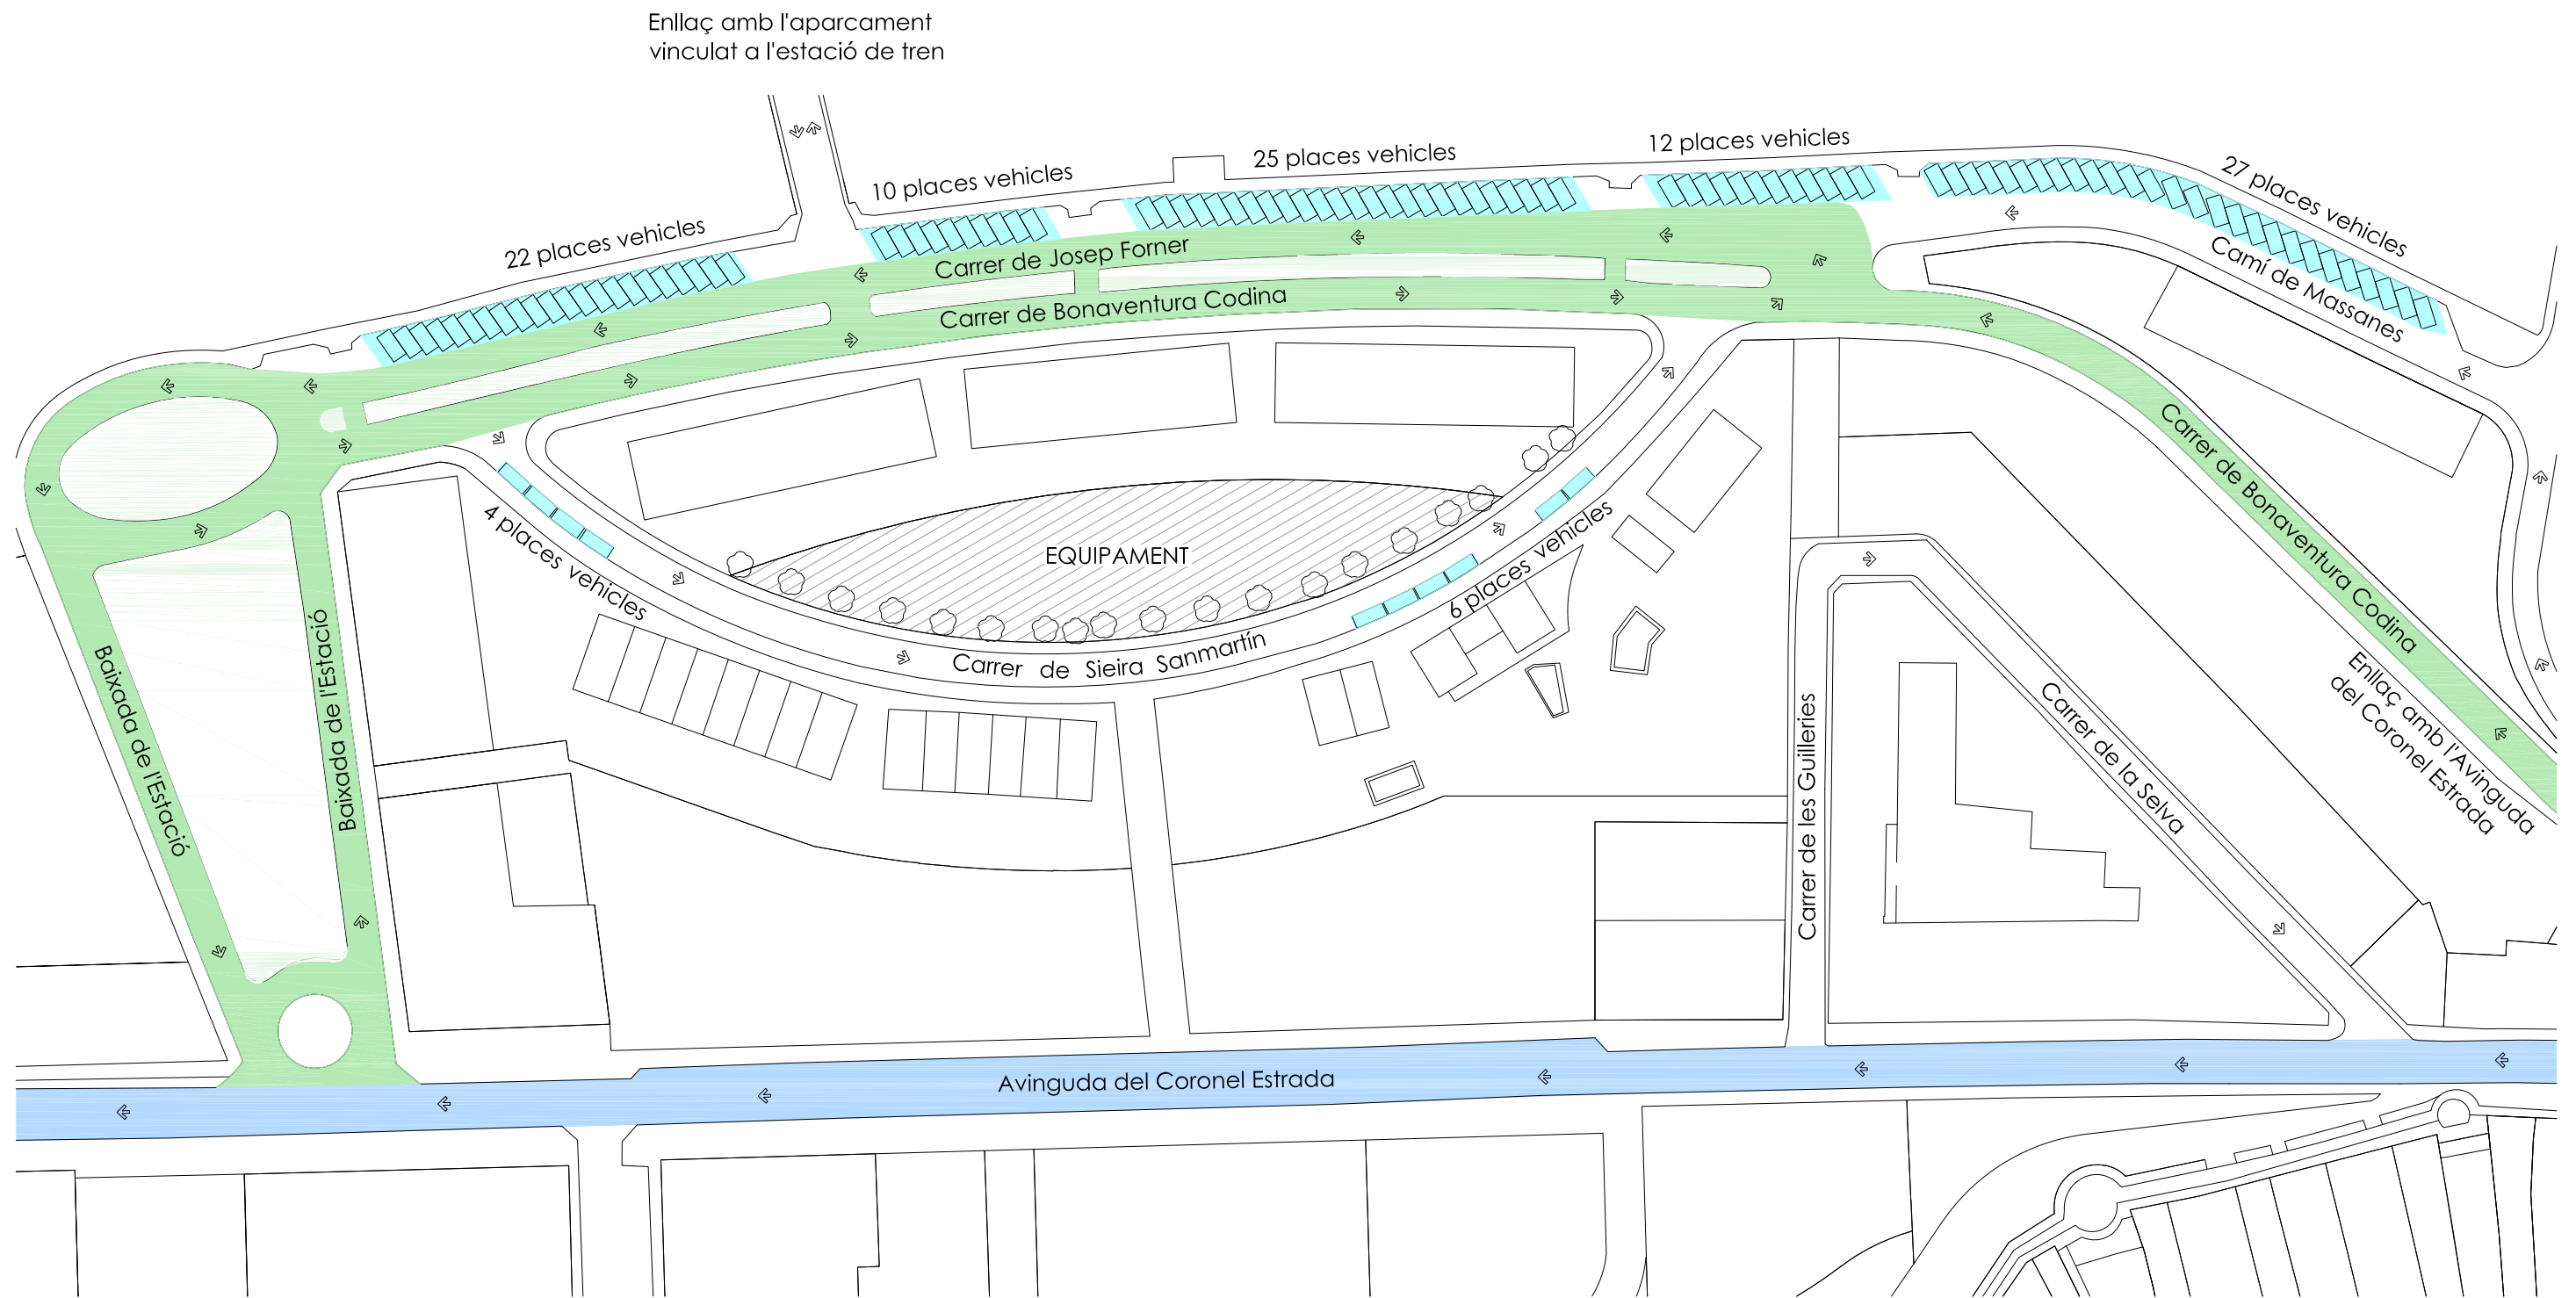 Enllaç amb l'aparcament
vinculat a l'estació de tren
12 places vehicles
25 places vehicles
27 places vehicles
10 places vehicles
22 places vehicles
Carrer de Josep Forner
Camí de Massanes
Carrer de Bonaventura Codina
Carrer de Bonaventura Codina
4 places vehicles
EQUIPAMENT
6 places vehicles
Carrer de Sieira Sanmartín
Baixada de l'Estació
Baixada de l'Estació
Carrer de les Guilleries
Carrer de la Selva
Enllaç amb l'Avinguda
del Coronel Estrada
Avinguda del Coronel Estrada